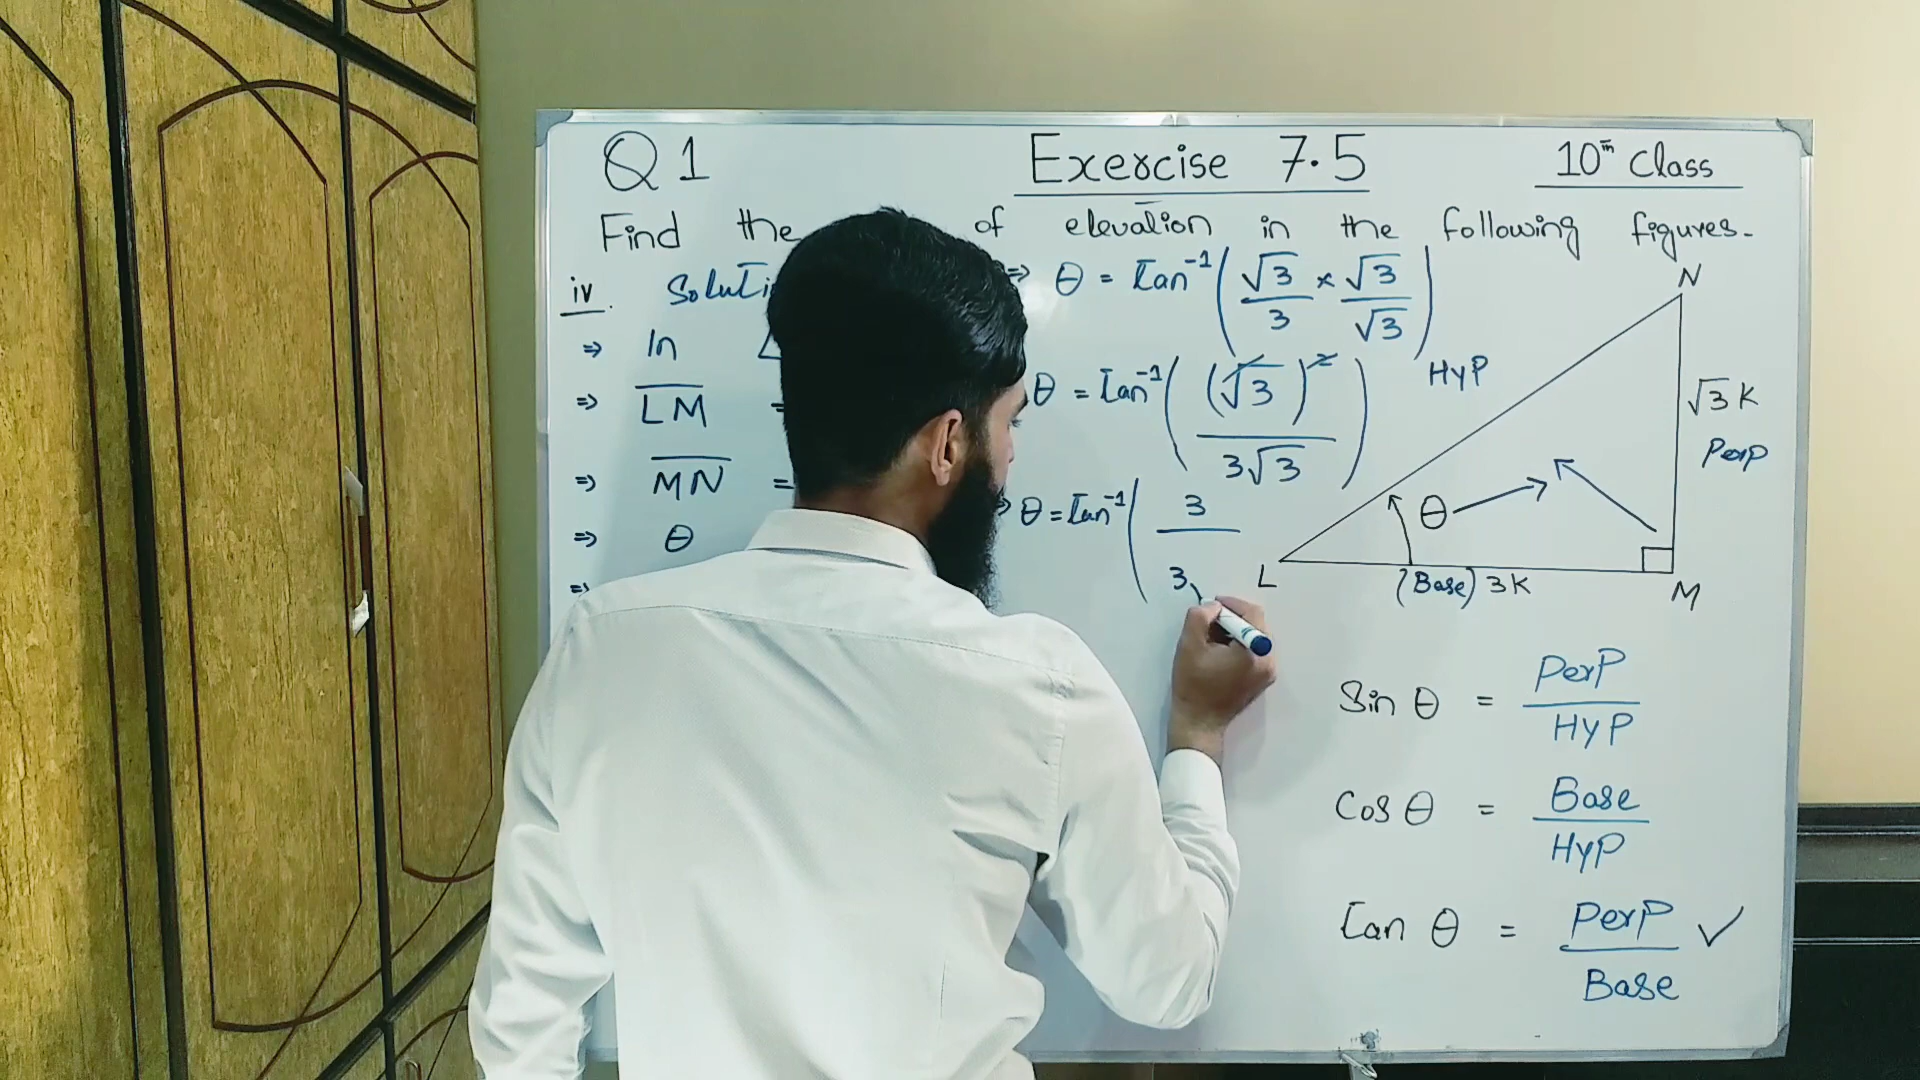 Q1 Exercise 7.5 10th Class
Find the of elevation in the following figures.
iv. Soluti
⇒ In
⇒ LM =
⇒ MN =
⇒ θ
⇒
⇒ θ = Tan⁻¹(√3/3 × √3/√3)
θ = Tan⁻¹((√3)²/3√3)
θ = Tan⁻¹( 3/3
N
Hyp
√3 K
Perp
θ
L
(Base) 3K
M
Sin θ = Perp/Hyp
Cos θ = Base/Hyp
Tan θ = Perp/Base ✓